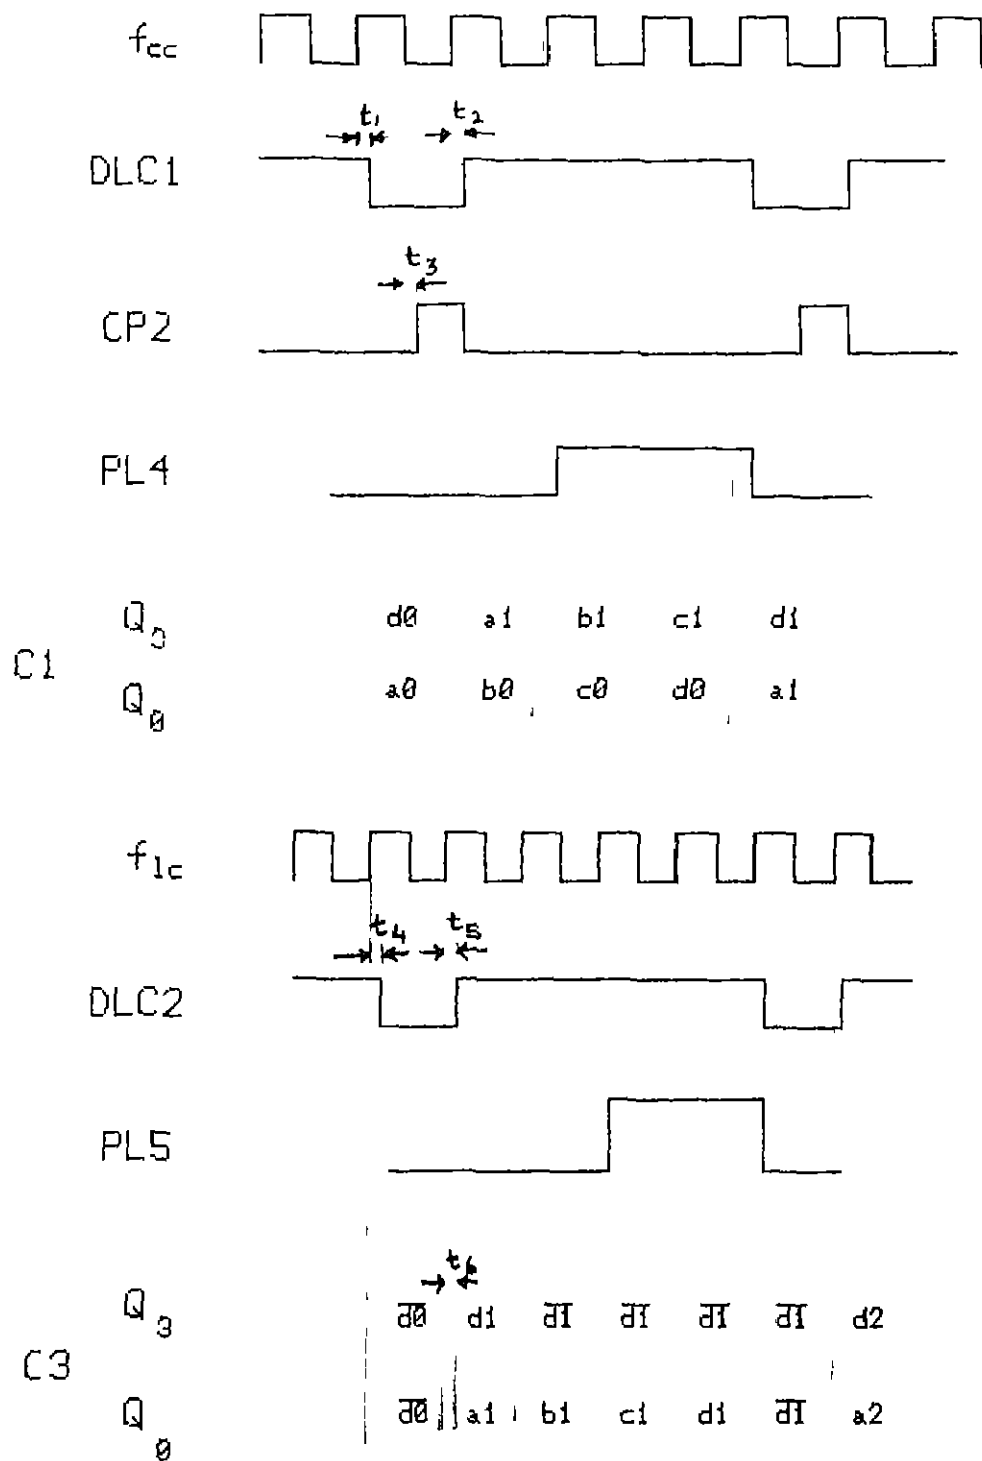 fcc
t1 t2
DLC1
t3
CP2
PL4
Q3 d0 a1 b1 c1 d1
C1
Q0 a0 b0 c0 d0 a1
f1c
t4 t5
DLC2
PL5
t6
Q3 d̅0̅ d1 d̅1̅ d̅1̅ d̅1̅ d̅1̅ d2
C3
Q0 d̅0̅ a1 b1 c1 d1 d̅1̅ a2